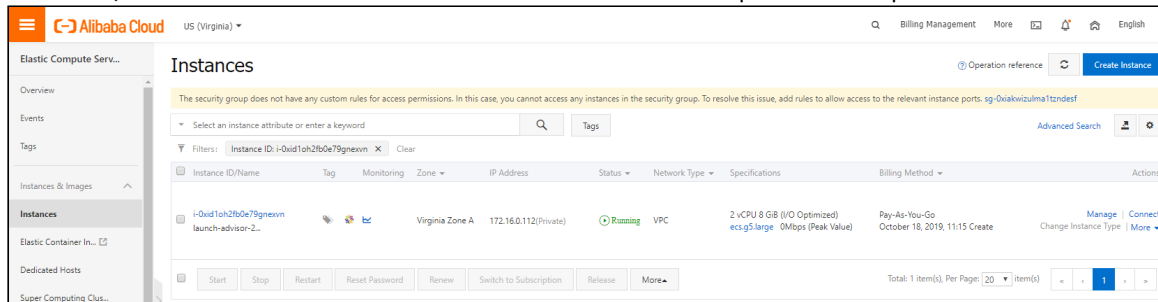 Alibaba Cloud US (Virginia) Billing Management More English
Elastic Compute Serv...
Instances
Operation reference
Create Instance
Overview
Events
Tags
Instances & Images
Instances
Elastic Container In...
Dedicated Hosts
Super Computing Clus...
The security group does not have any custom rules for access permissions. In this case, you cannot access any instances in the security group. To resolve this issue, add rules to allow access to the relevant instance ports. sg-0xiakwizulma1tzndesf
Select an instance attribute or enter a keyword
Tags
Advanced Search
Filters: Instance ID: i-0xid1oh2fb0e79gnexvn X Clear
Instance ID/Name Tag Monitoring Zone IP Address Status Network Type Specifications Billing Method Actions
i-0xid1oh2fb0e79gnexvn
launch-advisor-2...
Virginia Zone A 172.16.0.112(Private) Running VPC
2 vCPU 8 GiB (I/O Optimized)
ecs.g5.large 0Mbps (Peak Value)
Pay-As-You-Go
October 18, 2019, 11:15 Create
Manage | Connect
Change Instance Type | More
Start Stop Restart Reset Password Renew Switch to Subscription Release More
Total: 1 item(s), Per Page: 20 item(s) « ‹ 1 › »